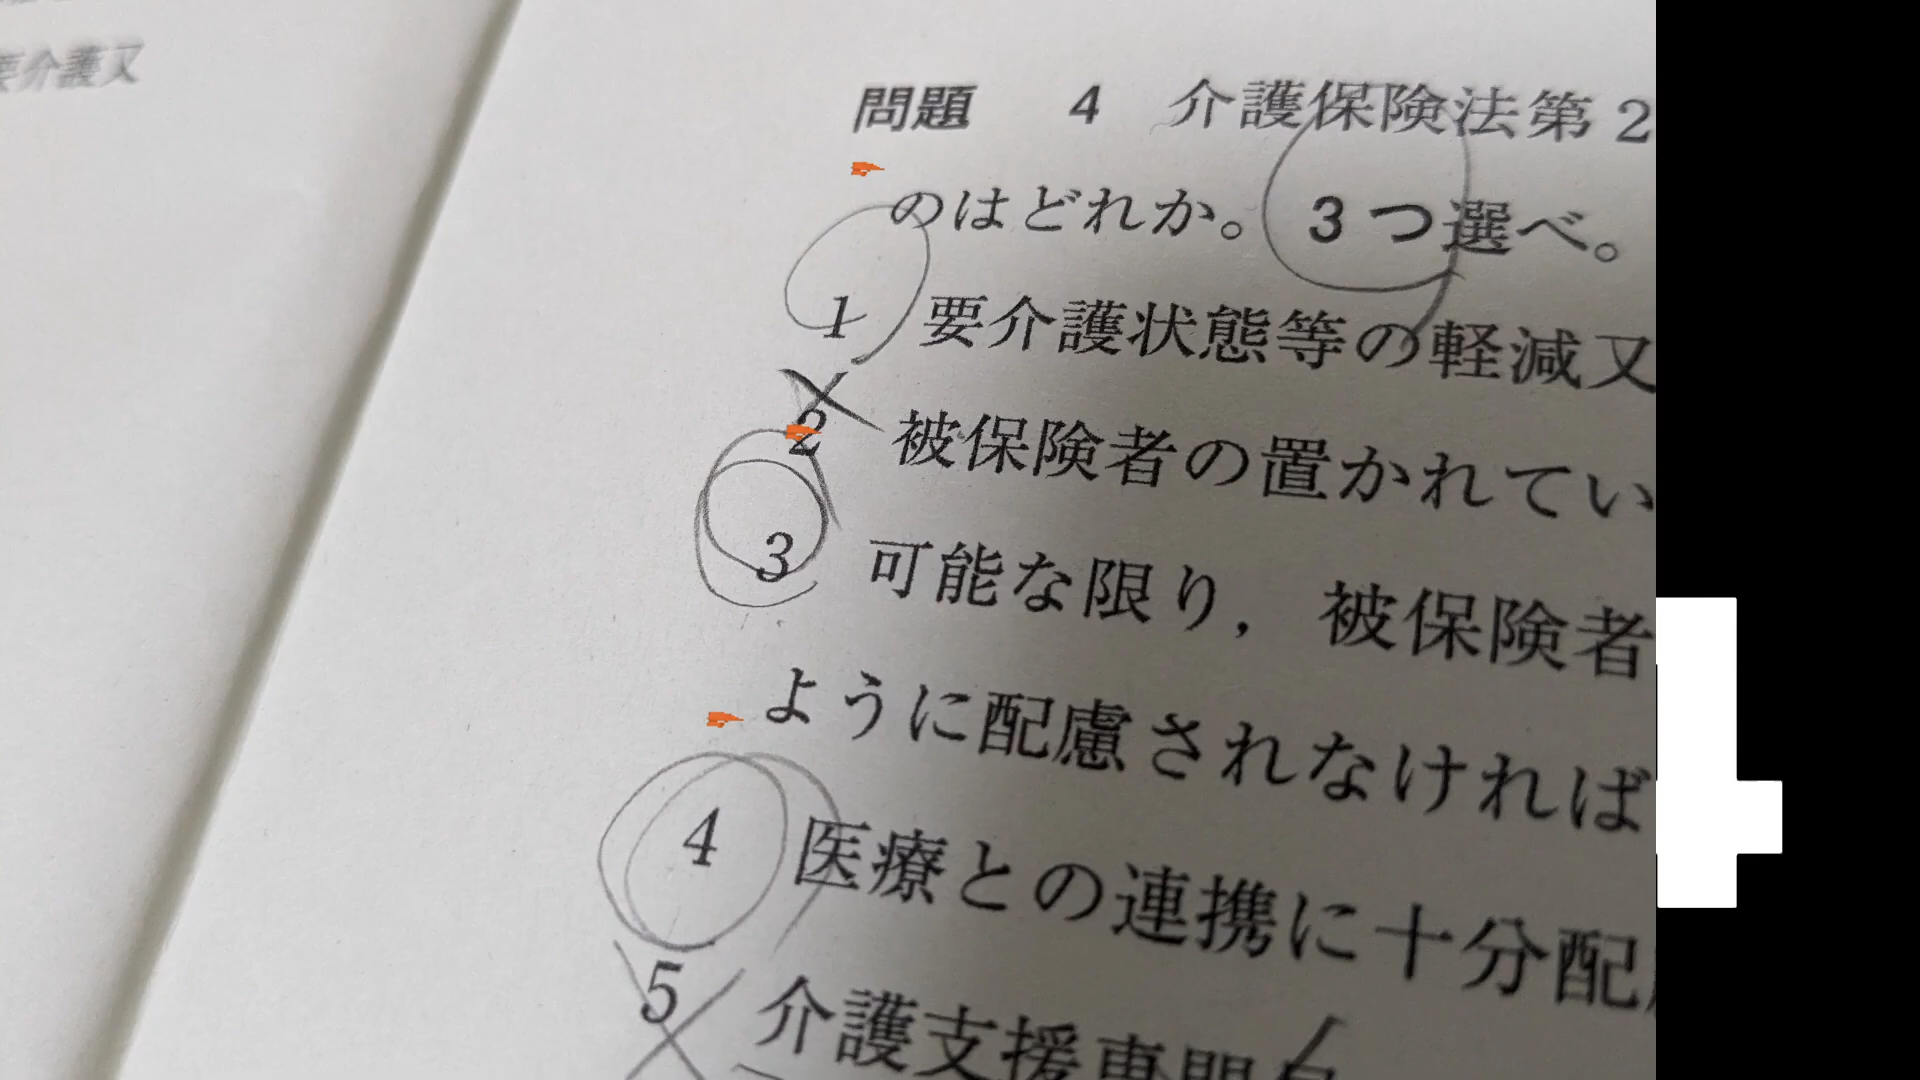 要介護又
問題 4 介護保険法第2
のはどれか。3つ選べ。
1 要介護状態等の軽減又
2 被保険者の置かれてい
3 可能な限り，被保険者
ように配慮されなければ
4 医療との連携に十分配
5 介護支援専門員